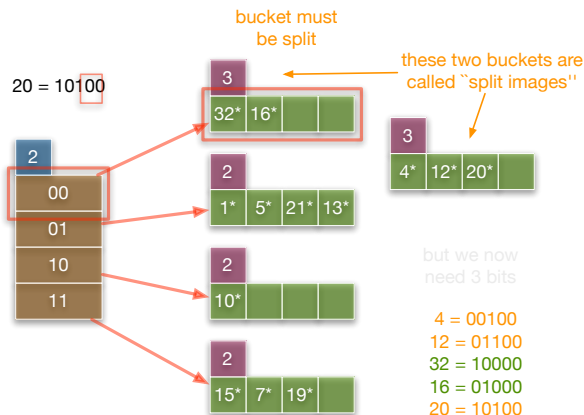 bucket must
be split
these two buckets are
called ``split images''
20 = 10100
3
32* 16*
3
4* 12* 20*
2
00
01
10
11
2
1* 5* 21* 13*
2
10*
2
15* 7* 19*
but we now
need 3 bits
4 = 00100
12 = 01100
32 = 10000
16 = 01000
20 = 10100